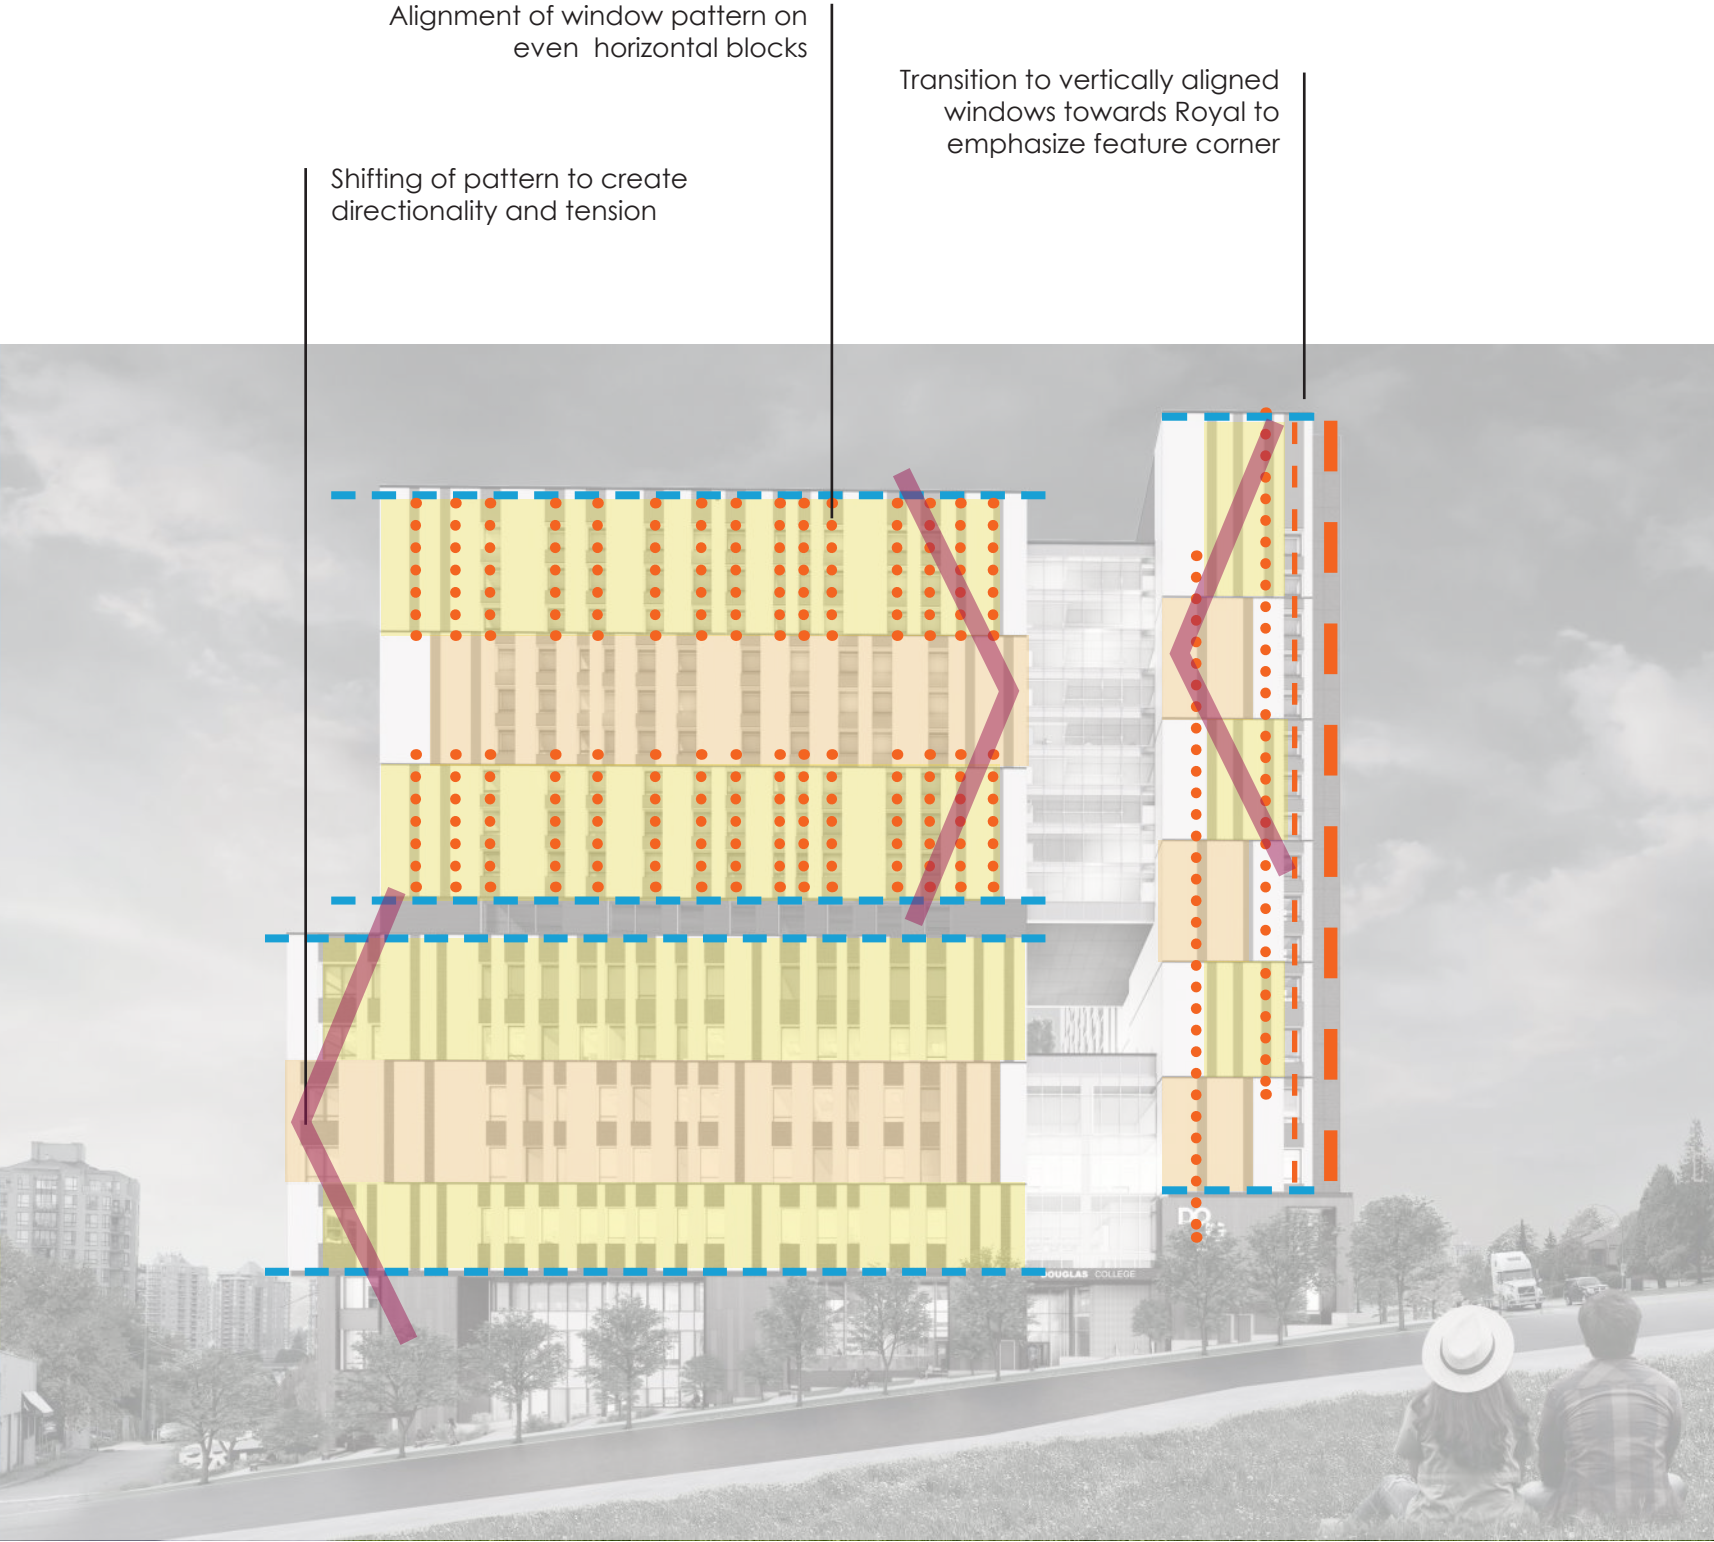 Alignment of window pattern on
even horizontal blocks
Transition to vertically aligned
windows towards Royal to
emphasize feature corner
Shifting of pattern to create
directionality and tension
DOUGLAS COLLEGE